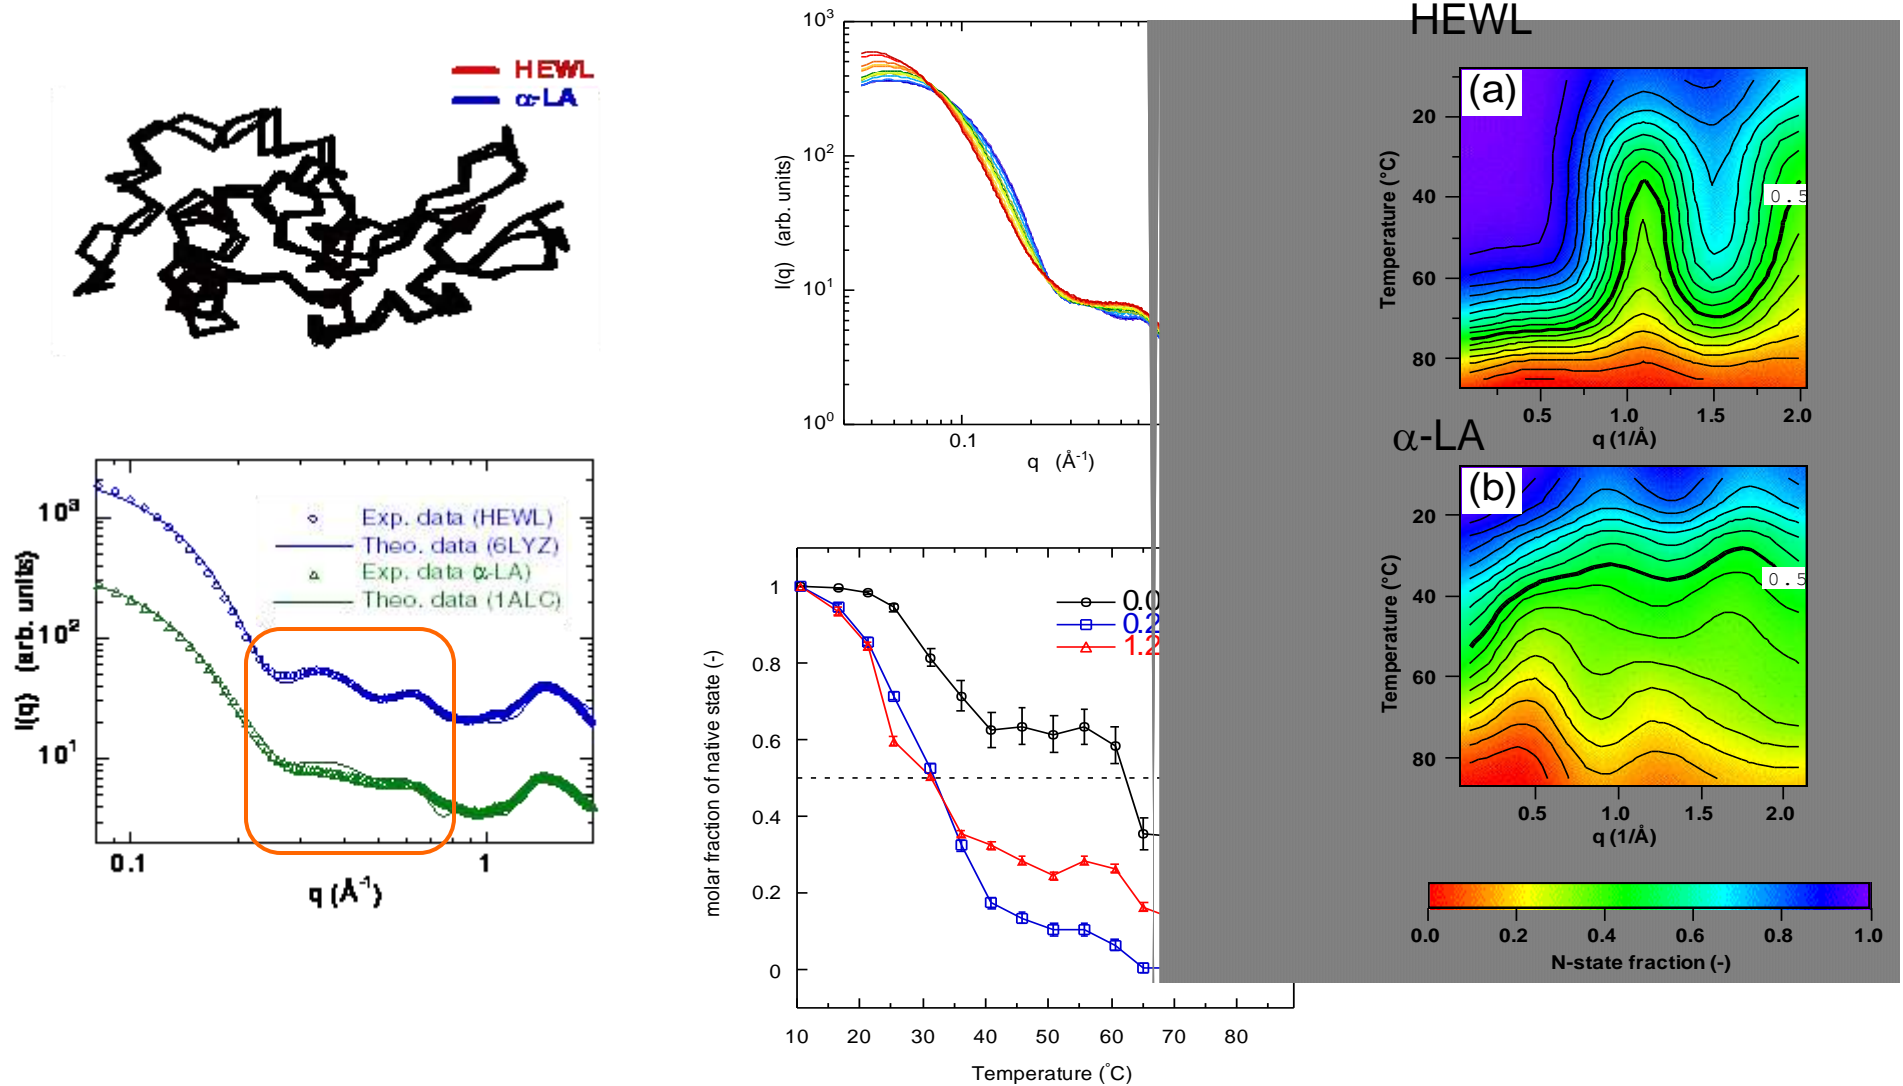 HEWL
α-LA
10³
10²
10¹
10⁰
I(q) (arb. units)
0.1
q (Å⁻¹)
HEWL
(a)
20
40
60
80
Temperature (°C)
0.5
0.5 1.0 1.5 2.0
q (1/Å)
α-LA
(b)
20
40
60
80
Temperature (°C)
0.5
0.5 1.0 1.5 2.0
q (1/Å)
0.0 0.2 0.4 0.6 0.8 1.0
N-state fraction (-)
10³
10²
10¹
I(q) (arb. units)
Exp. data (HEWL)
Theo. data (6LYZ)
Exp. data α-LA)
Theo. data (1ALC)
0.1 1
q (Å⁻¹)
1
0.8
0.6
0.4
0.2
0
molar fraction of native state (-)
0.0
0.2
1.2
10 20 30 40 50 60 70 80
Temperature (°C)